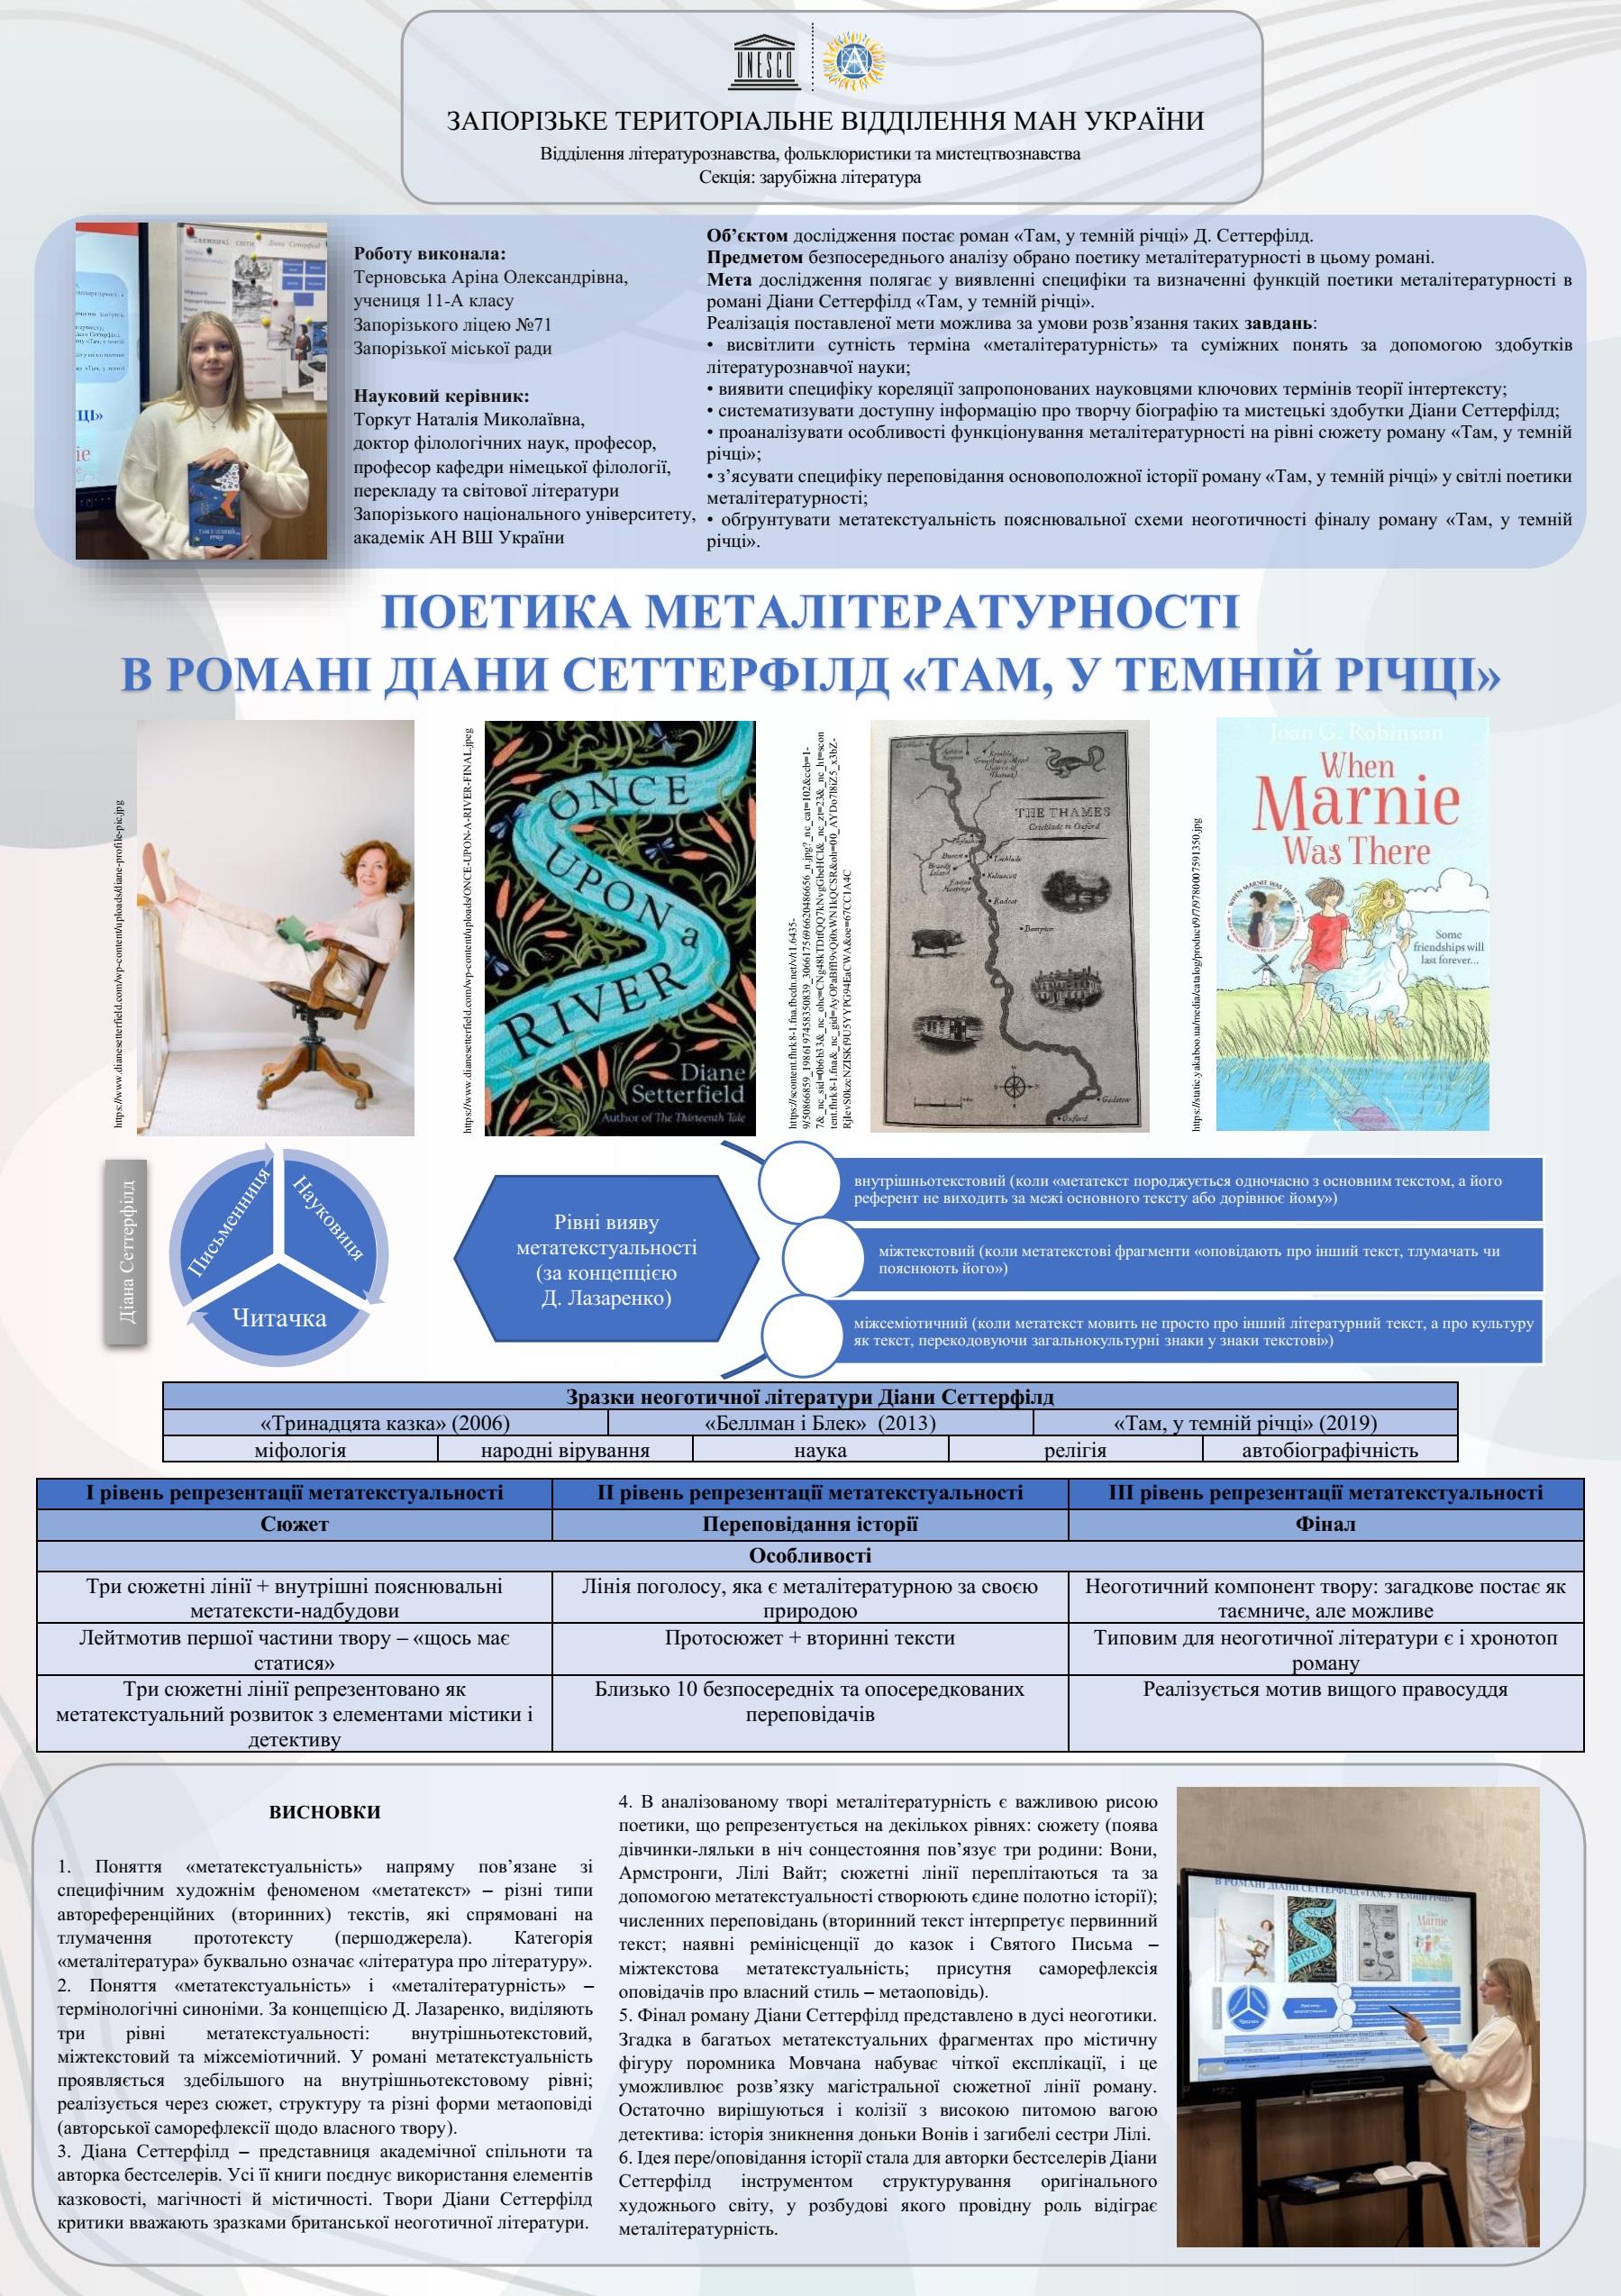 UNESCO
ЗАПОРІЗЬКЕ ТЕРИТОРІАЛЬНЕ ВІДДІЛЕННЯ МАН УКРАЇНИ
Відділення літературознавства, фольклористики та мистецтвознавства
Секція: зарубіжна література
Роботу виконала:
Терновська Аріна Олександрівна,
учениця 11-А класу
Запорізького ліцею №71
Запорізької міської ради
Науковий керівник:
Торкут Наталія Миколаївна,
доктор філологічних наук, професор,
професор кафедри німецької філології,
перекладу та світової літератури
Запорізького національного університету,
академік АН ВШ України
Об’єктом дослідження постає роман «Там, у темній річці» Д. Сеттерфілд.
Предметом безпосереднього аналізу обрано поетику металітературності в цьому романі.
Мета дослідження полягає у виявленні специфіки та визначенні функцій поетики металітературності в
романі Діани Сеттерфілд «Там, у темній річці».
Реалізація поставленої мети можлива за умови розв’язання таких завдань:
• висвітлити сутність терміна «металітературність» та суміжних понять за допомогою здобутків
літературознавчої науки;
• виявити специфіку кореляції запропонованих науковцями ключових термінів теорії інтертексту;
• систематизувати доступну інформацію про творчу біографію та мистецькі здобутки Діани Сеттерфілд;
• проаналізувати особливості функціонування металітературності на рівні сюжету роману «Там, у темній
річці»;
• з’ясувати специфіку переповідання основоположної історії роману «Там, у темній річці» у світлі поетики
металітературності;
• обґрунтувати метатекстуальність пояснювальної схеми неоготичності фіналу роману «Там, у темній
річці».
ПОЕТИКА МЕТАЛІТЕРАТУРНОСТІ
В РОМАНІ ДІАНИ СЕТТЕРФІЛД «ТАМ, У ТЕМНІЙ РІЧЦІ»
https://www.dianesetterfield.com/wp-content/uploads/diane-profile-pic.jpg
https://www.dianesetterfield.com/wp-content/uploads/ONCE-UPON-A-RIVER-FINAL.jpeg
ONCE
UPON
a
RIVER
Diane
Setterfield
Author of The Thirteenth Tale
THE THAMES
Cricklade to Oxford
Lechlade
Kelmscott
Radcot
Bampton
Godstow
Oxford
https://static.yakaboo.ua/media/catalog/product/9/7/9780007591350.jpg
Joan G. Robinson
When
Marnie
Was There
WHEN MARNIE WAS THERE
Some
friendships will
last forever...
Діана Сеттерфілд
Письменниця
Науковиця
Читачка
Рівні вияву
метатекстуальності
(за концепцією
Д. Лазаренко)
внутрішньотекстовий (коли «метатекст породжується одночасно з основним текстом, а його
референт не виходить за межі основного тексту або дорівнює йому»)
міжтекстовий (коли метатекстові фрагменти «оповідають про інший текст, тлумачать чи
пояснюють його»)
міжсеміотичний (коли метатекст мовить не просто про інший літературний текст, а про культуру
як текст, перекодовуючи загальнокультурні знаки у знаки текстові»)
Зразки неоготичної літератури Діани Сеттерфілд
«Тринадцята казка» (2006) «Беллман і Блек» (2013) «Там, у темній річці» (2019)
міфологія народні вірування наука релігія автобіографічність
І рівень репрезентації метатекстуальності ІІ рівень репрезентації метатекстуальності ІІІ рівень репрезентації метатекстуальності
Сюжет Переповідання історії Фінал
Особливості
Три сюжетні лінії + внутрішні пояснювальні
метатексти-надбудови
Лінія поголосу, яка є металітературною за своєю
природою
Неоготичний компонент твору: загадкове постає як
таємниче, але можливе
Лейтмотив першої частини твору – «щось має
статися»
Протосюжет + вторинні тексти
Типовим для неоготичної літератури є і хронотоп
роману
Три сюжетні лінії репрезентовано як
метатекстуальний розвиток з елементами містики і
детективу
Близько 10 безпосередніх та опосередкованих
переповідачів
Реалізується мотив вищого правосуддя
ВИСНОВКИ
1. Поняття «метатекстуальність» напряму пов’язане зі
специфічним художнім феноменом «метатекст» – різні типи
автореференційних (вторинних) текстів, які спрямовані на
тлумачення прототексту (першоджерела). Категорія
«металітература» буквально означає «література про літературу».
2. Поняття «метатекстуальність» і «металітературність» –
термінологічні синоніми. За концепцією Д. Лазаренко, виділяють
три рівні метатекстуальності: внутрішньотекстовий,
міжтекстовий та міжсеміотичний. У романі метатекстуальність
проявляється здебільшого на внутрішньотекстовому рівні;
реалізується через сюжет, структуру та різні форми метаоповіді
(авторської саморефлексії щодо власного твору).
3. Діана Сеттерфілд – представниця академічної спільноти та
авторка бестселерів. Усі її книги поєднує використання елементів
казковості, магічності й містичності. Твори Діани Сеттерфілд
критики вважають зразками британської неоготичної літератури.
4. В аналізованому творі металітературність є важливою рисою
поетики, що репрезентується на декількох рівнях: сюжету (поява
дівчинки-ляльки в ніч сонцестояння пов’язує три родини: Вони,
Армстронги, Лілі Вайт; сюжетні лінії переплітаються та за
допомогою метатекстуальності створюють єдине полотно історії);
численних переповідань (вторинний текст інтерпретує первинний
текст; наявні ремінісценції до казок і Святого Письма –
міжтекстова метатекстуальність; присутня саморефлексія
оповідачів про власний стиль – метаоповідь).
5. Фінал роману Діани Сеттерфілд представлено в дусі неоготики.
Згадка в багатьох метатекстуальних фрагментах про містичну
фігуру поромника Мовчана набуває чіткої експлікації, і це
уможливлює розв’язку магістральної сюжетної лінії роману.
Остаточно вирішуються і колізії з високою питомою вагою
детектива: історія зникнення доньки Вонів і загибелі сестри Лілі.
6. Ідея пере/оповідання історії стала для авторки бестселерів Діани
Сеттерфілд інструментом структурування оригінального
художнього світу, у розбудові якого провідну роль відіграє
металітературність.